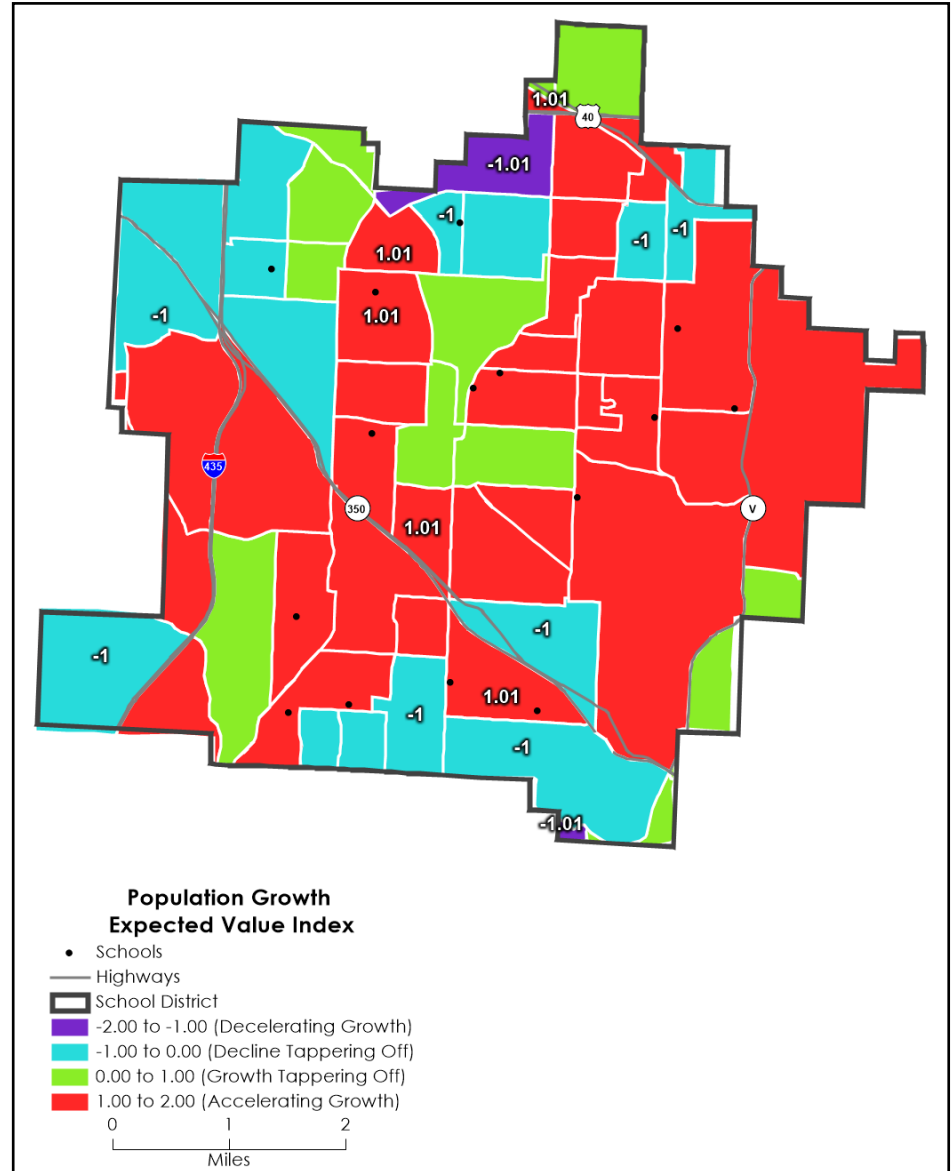 1.01
40
-1.01
-1
-1
-1
1.01
1.01
-1
435
350
1.01
V
-1
-1
1.01
-1
-1
-1.01
Population Growth
Expected Value Index
Schools
Highways
School District
-2.00 to -1.00 (Decelerating Growth)
-1.00 to 0.00 (Decline Tappering Off)
0.00 to 1.00 (Growth Tappering Off)
1.00 to 2.00 (Accelerating Growth)
0 1 2
Miles